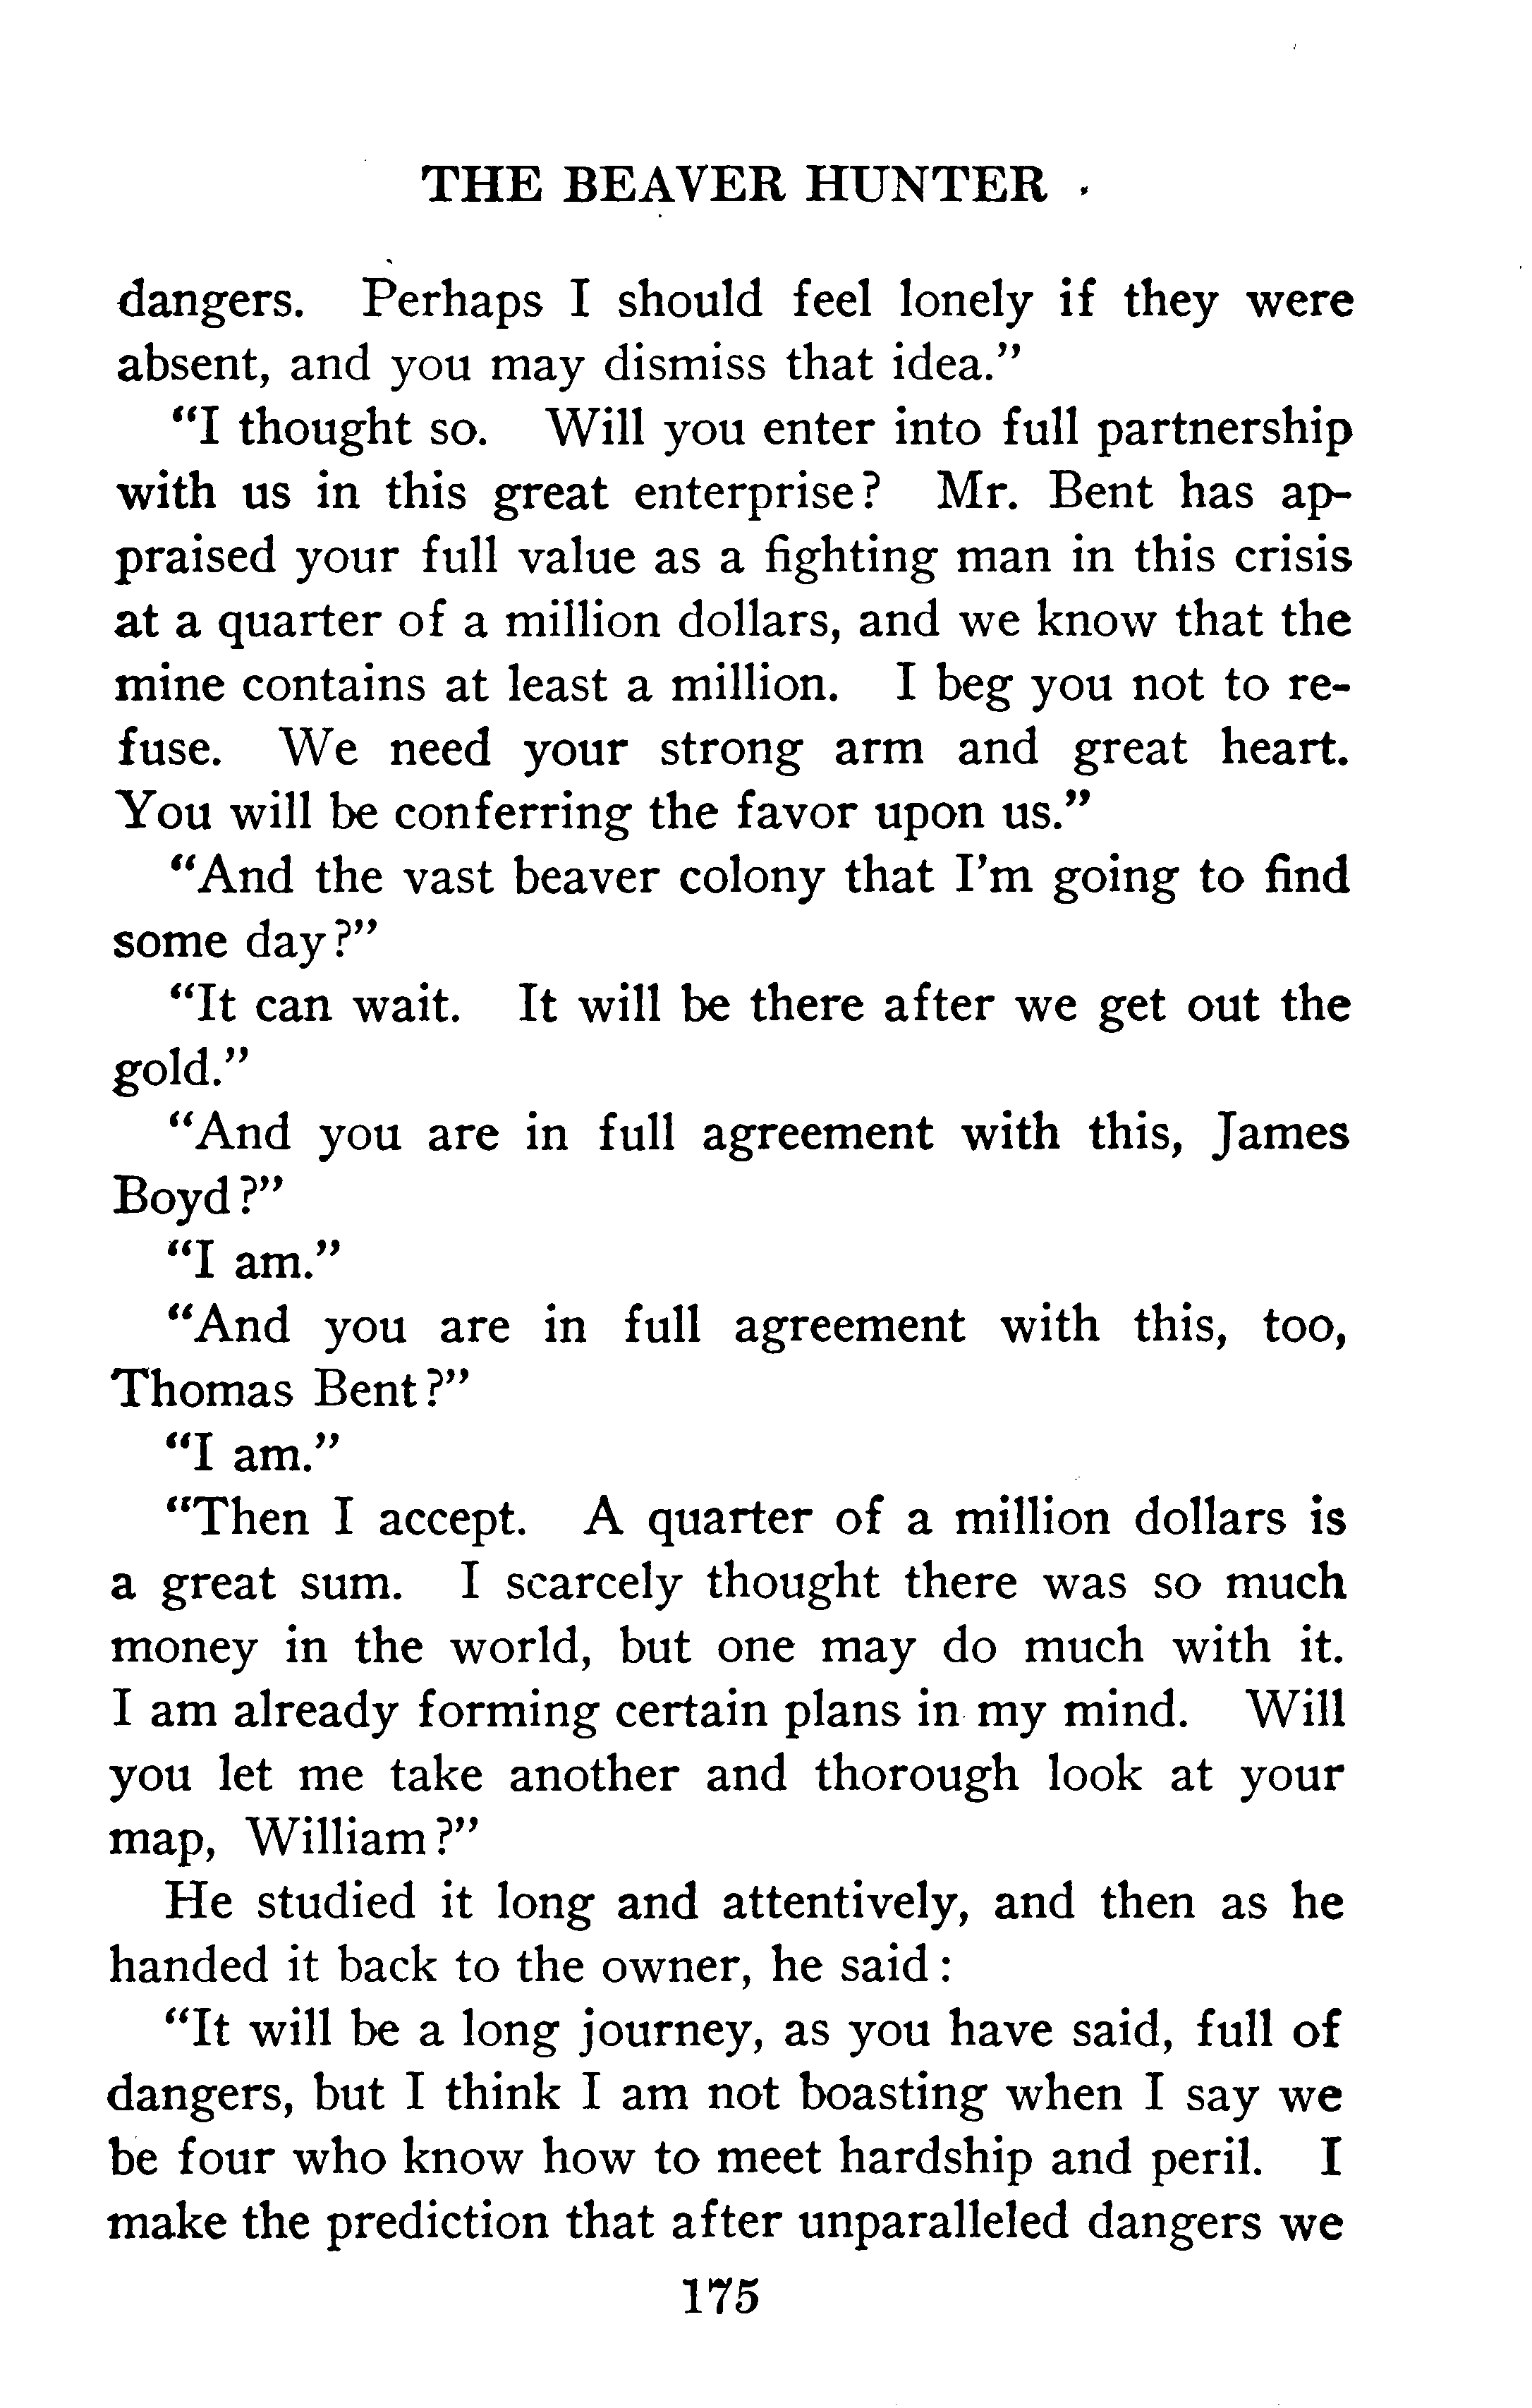 THE BEAVER HUNTER
dangers. Perhaps I should feel lonely if they were
absent, and you may dismiss that idea."
"I thought so. Will you enter into full partnership
with us in this great enterprise? Mr. Bent has ap-
praised your full value as a fighting man in this crisis
at a quarter of a million dollars, and we know that the
mine contains at least a million. I beg you not to re-
fuse. We need your strong arm and great heart.
You will be conferring the favor upon us."
"And the vast beaver colony that I'm going to find
some day?"
"It can wait. It will be there after we get out the
gold."
"And you are in full agreement with this, James
Boyd?"
"I am."
"And you are in full agreement with this, too,
Thomas Bent?"
"I am."
"Then I accept. A quarter of a million dollars is
a great sum. I scarcely thought there was so much
money in the world, but one may do much with it.
I am already forming certain plans in my mind. Will
you let me take another and thorough look at your
map, William?"
He studied it long and attentively, and then as he
handed it back to the owner, he said:
"It will be a long journey, as you have said, full of
dangers, but I think I am not boasting when I say we
be four who know how to meet hardship and peril. I
make the prediction that after unparalleled dangers we
175